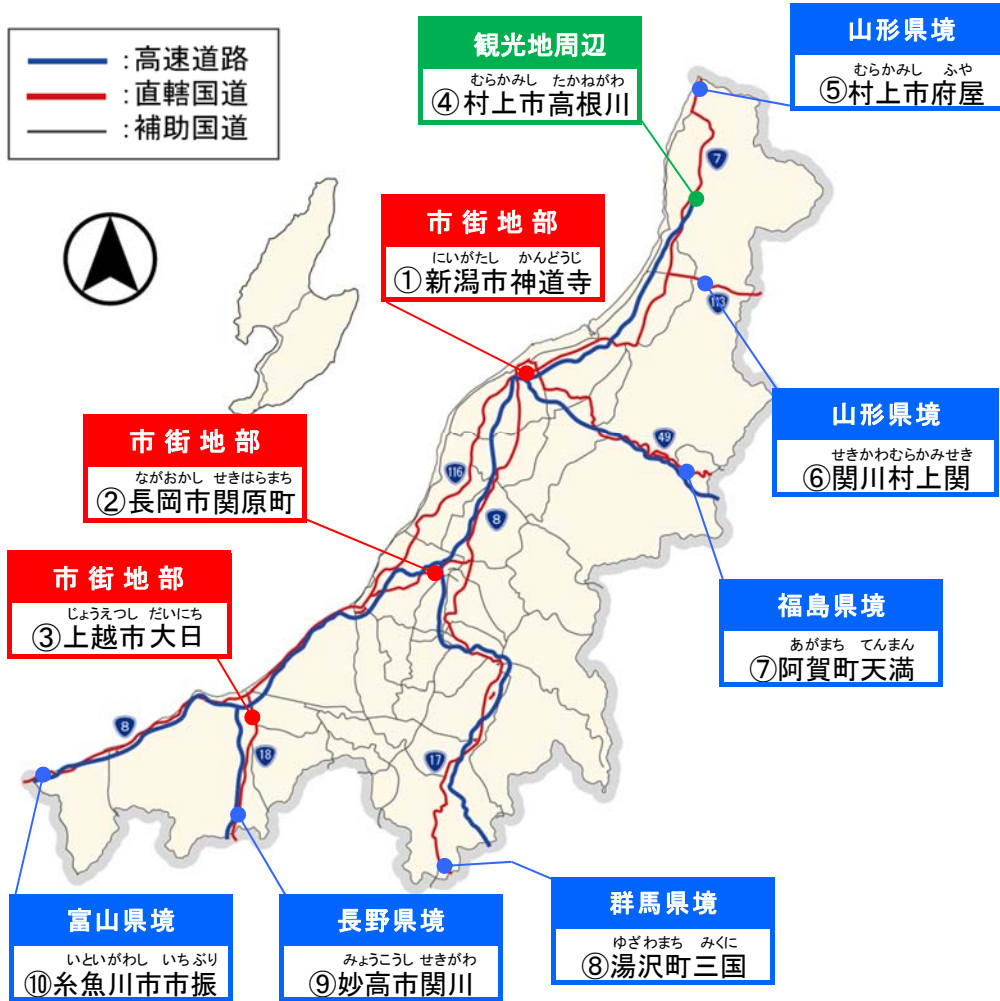 ：高速道路
：直轄国道
：補助国道
観光地周辺
むらかみし　たかねがわ
④村上市高根川
山形県境
むらかみし　ふや
⑤村上市府屋
7
市街地部
にいがたし　かんどうじ
①新潟市神道寺
113
山形県境
せきかわむらかみせき
⑥関川村上関
市街地部
ながおかし　せきはらまち
②長岡市関原町
49
116
8
市街地部
じょうえつし　だいにち
③上越市大日
福島県境
あがまち　てんまん
⑦阿賀町天満
8
18
17
富山県境
いといがわし　いちぶり
⑩糸魚川市市振
長野県境
みょうこうし　せきがわ
⑨妙高市関川
群馬県境
ゆざわまち　みくに
⑧湯沢町三国